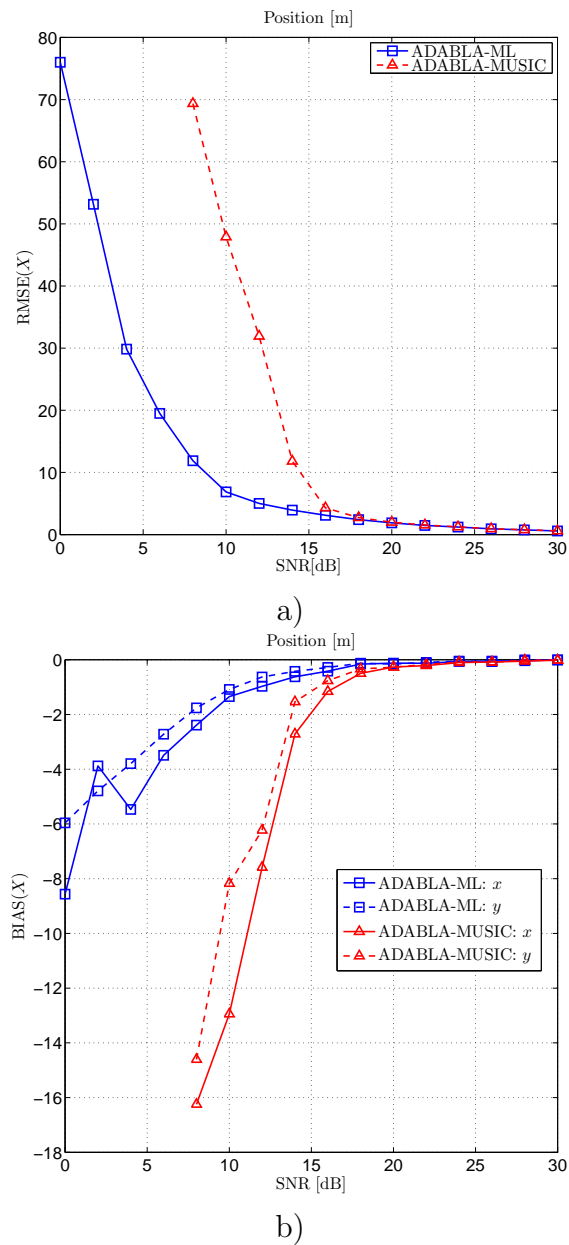 Position [m]
80
70
60
50
40
30
20
10
0
RMSE(X)
ADABLA-ML
ADABLA-MUSIC
0 5 10 15 20 25 30
SNR[dB]
a)
Position [m]
0
−2
−4
−6
−8
−10
−12
−14
−16
−18
BIAS(X)
ADABLA-ML: x
ADABLA-ML: y
ADABLA-MUSIC: x
ADABLA-MUSIC: y
0 5 10 15 20 25 30
SNR [dB]
b)